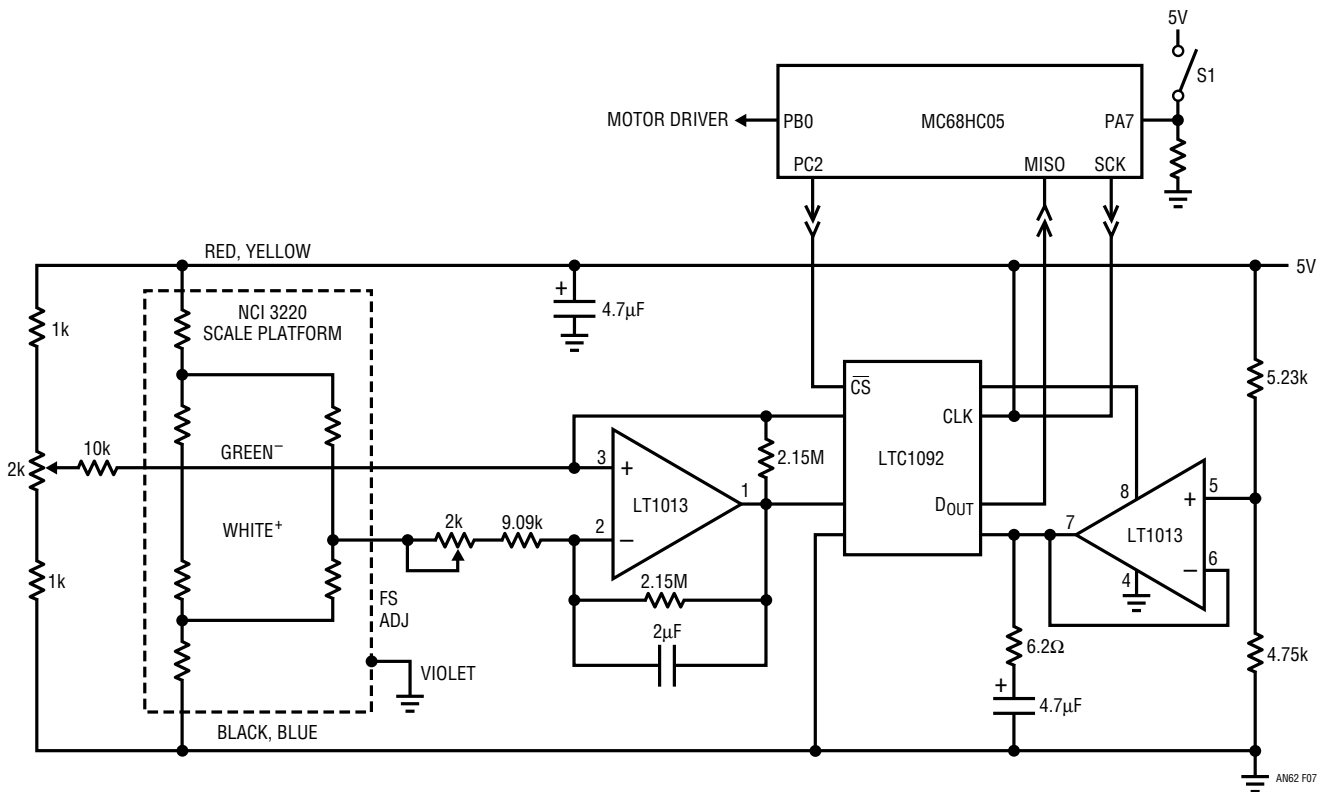 5V
S1
MOTOR DRIVER
PB0
MC68HC05
PA7
PC2
MISO
SCK
RED, YELLOW
5V
NCI 3220
SCALE PLATFORM
+
4.7µF
1k
CS
CLK
5.23k
10k
GREEN–
2k
3
+
2.15M
LTC1092
LT1013
1
8
+
5
WHITE+
2k
9.09k
2
–
DOUT
7
LT1013
6
–
4
1k
FS
ADJ
2.15M
2µF
6.2Ω
4.75k
VIOLET
+
4.7µF
BLACK, BLUE
AN62 F07